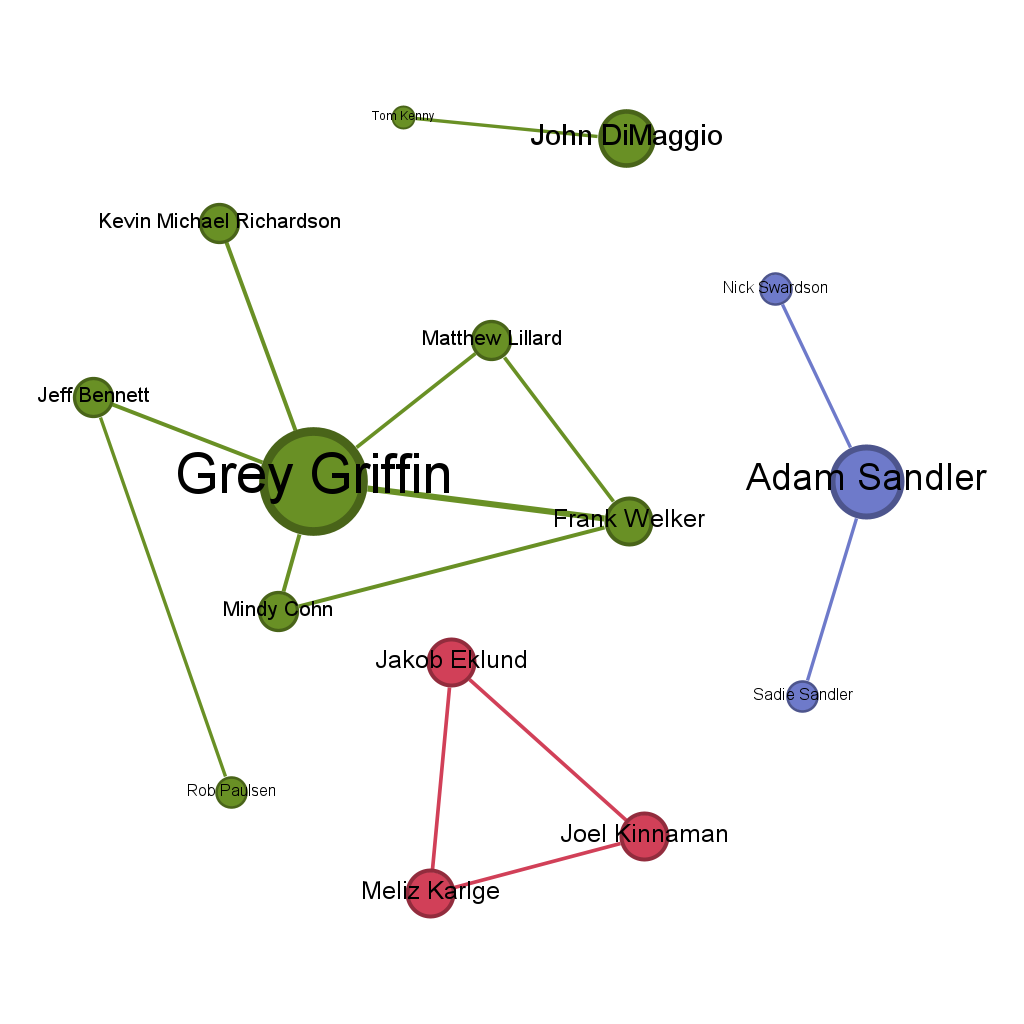 Tom Kenny
John DiMaggio
Kevin Michael Richardson
Nick Swardson
Matthew Lillard
Jeff Bennett
Grey Griffin
Adam Sandler
Frank Welker
Mindy Cohn
Jakob Eklund
Sadie Sandler
Rob Paulsen
Joel Kinnaman
Meliz Karlge